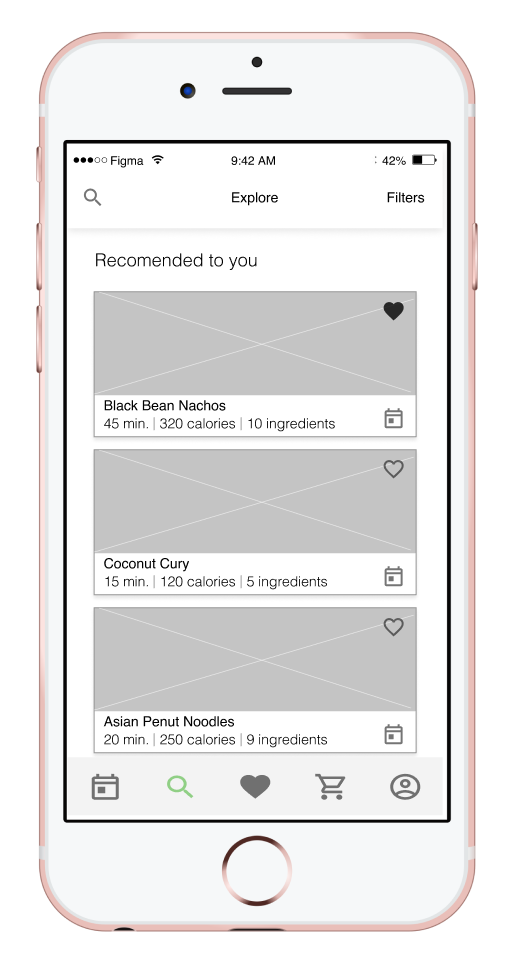 Figma 9:42 AM 42%
Explore Filters
Recomended to you
Black Bean Nachos
45 min. | 320 calories | 10 ingredients
Coconut Cury
15 min. | 120 calories | 5 ingredients
Asian Penut Noodles
20 min. | 250 calories | 9 ingredients